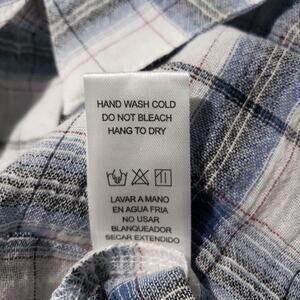 HAND WASH COLD
DO NOT BLEACH
HANG TO DRY
LAVAR A MANO
EN AGUA FRIA
NO USAR
BLANQUEADOR
SECAR EXTENDIDO